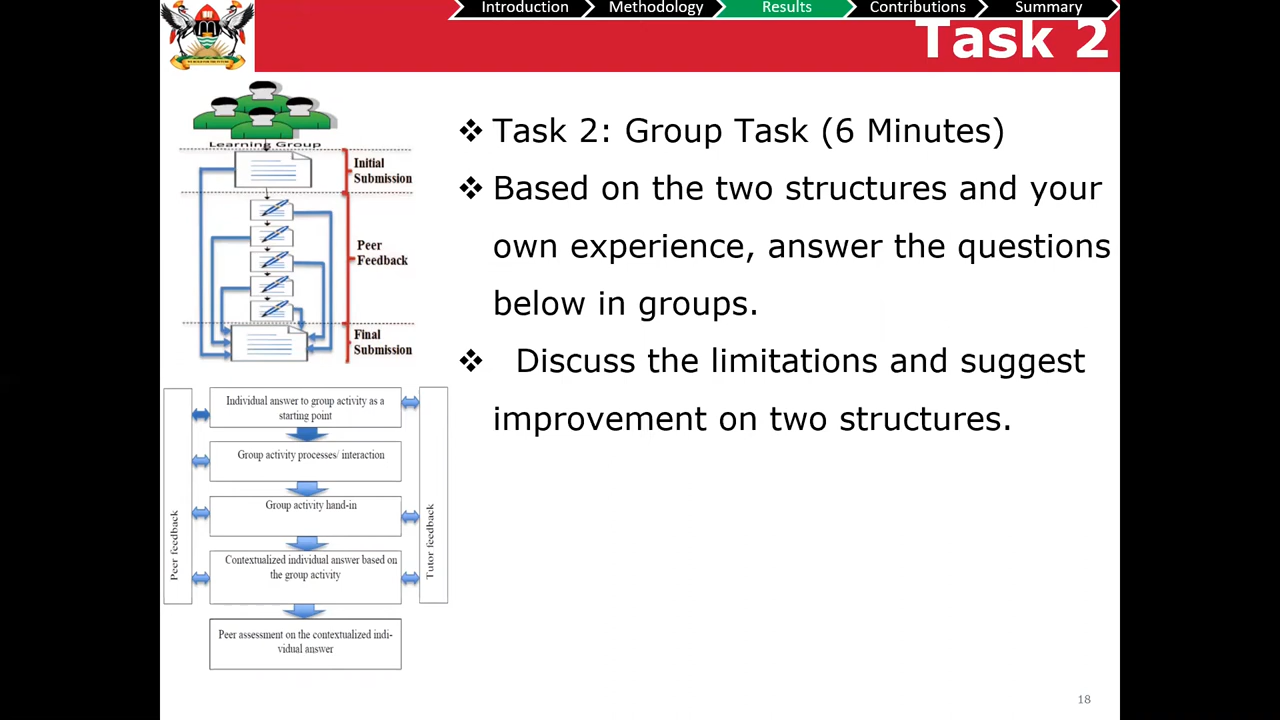 Introduction
Methodology
Results
Contributions
Summary
Task 2
Learning Group
Initial
Submission
Peer
Feedback
Final
Submission
Individual answer to group activity as a
starting point
Group activity processes/ interaction
Group activity hand-in
Contextualized individual answer based on
the group activity
Peer assessment on the contextualized indi-
vidual answer
Peer feedback
Tutor feedback
❖ Task 2: Group Task (6 Minutes)
❖ Based on the two structures and your
own experience, answer the questions
below in groups.
❖ Discuss the limitations and suggest
improvement on two structures.
18